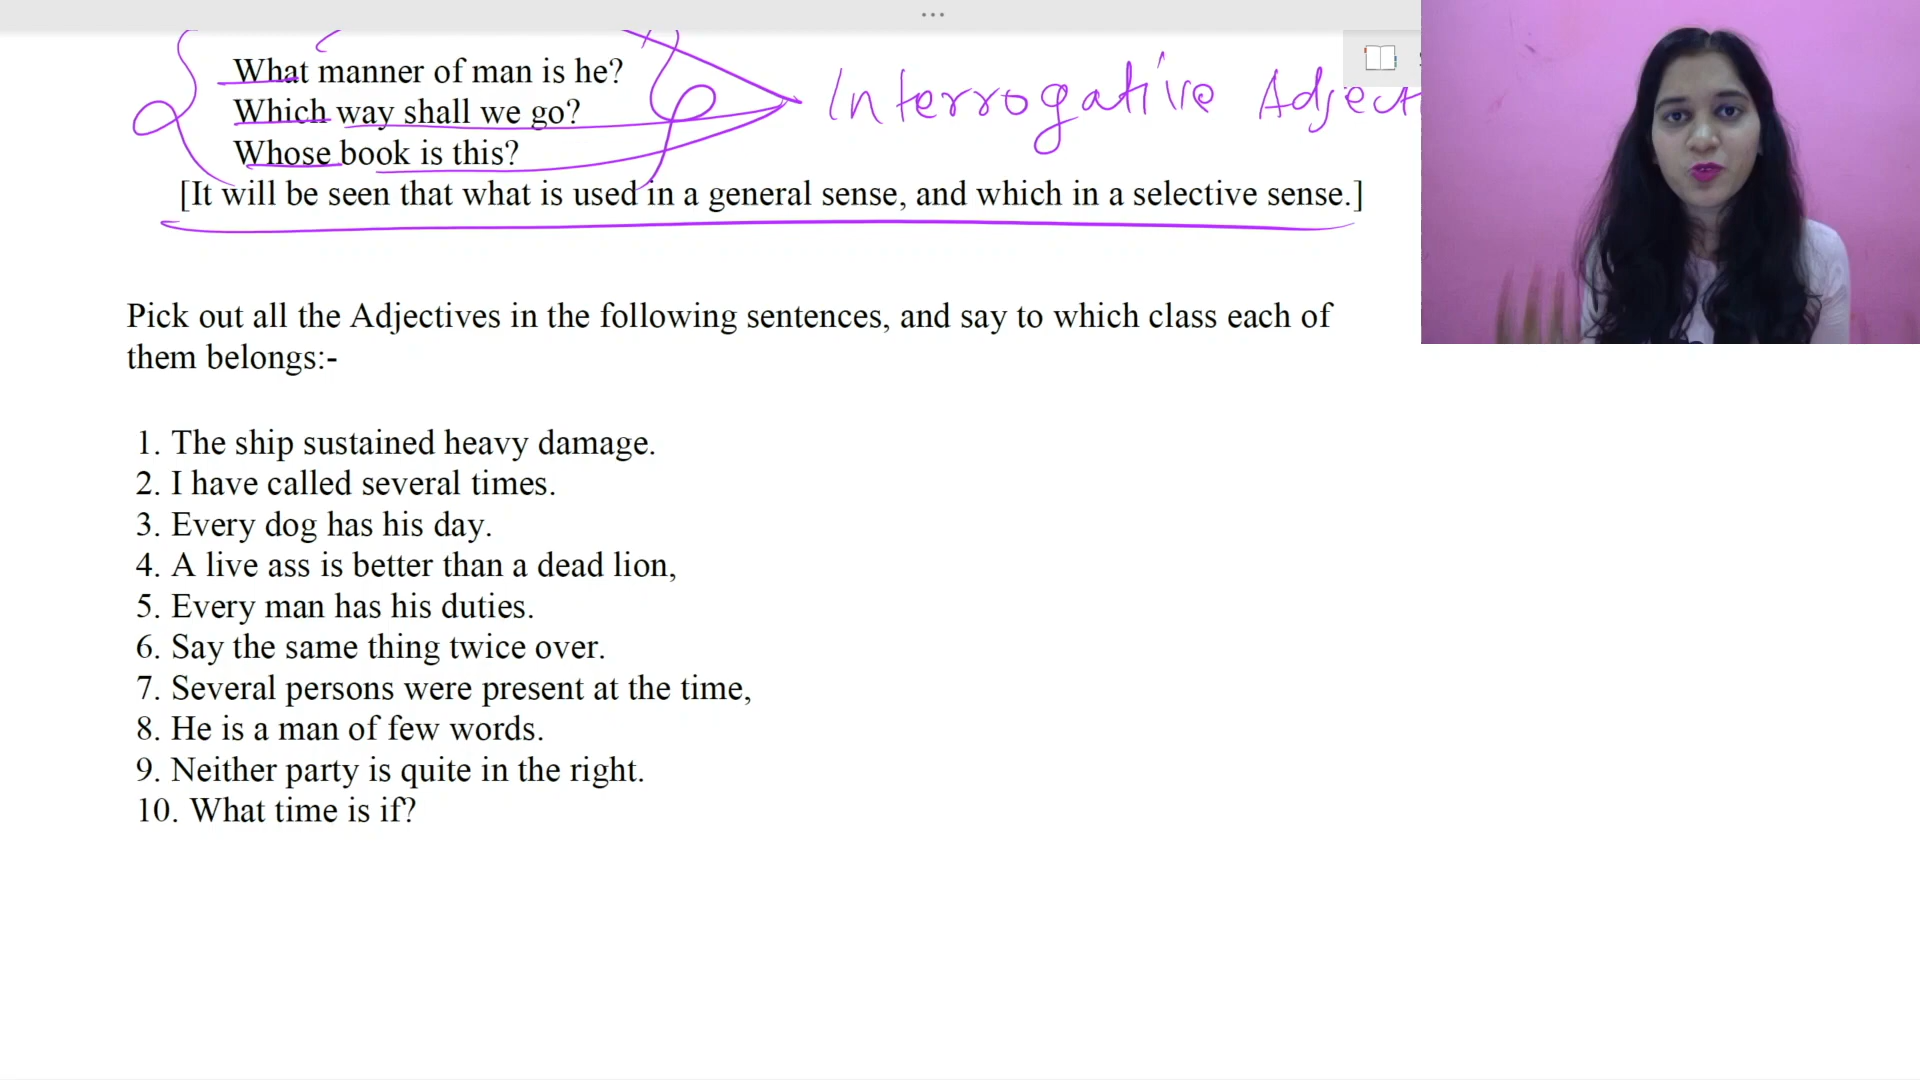 ...
What manner of man is he?
Which way shall we go?
Whose book is this?
Interrogative Adject
[It will be seen that what is used in a general sense, and which in a selective sense.]
Pick out all the Adjectives in the following sentences, and say to which class each of
them belongs:-
1. The ship sustained heavy damage.
2. I have called several times.
3. Every dog has his day.
4. A live ass is better than a dead lion,
5. Every man has his duties.
6. Say the same thing twice over.
7. Several persons were present at the time,
8. He is a man of few words.
9. Neither party is quite in the right.
10. What time is if?